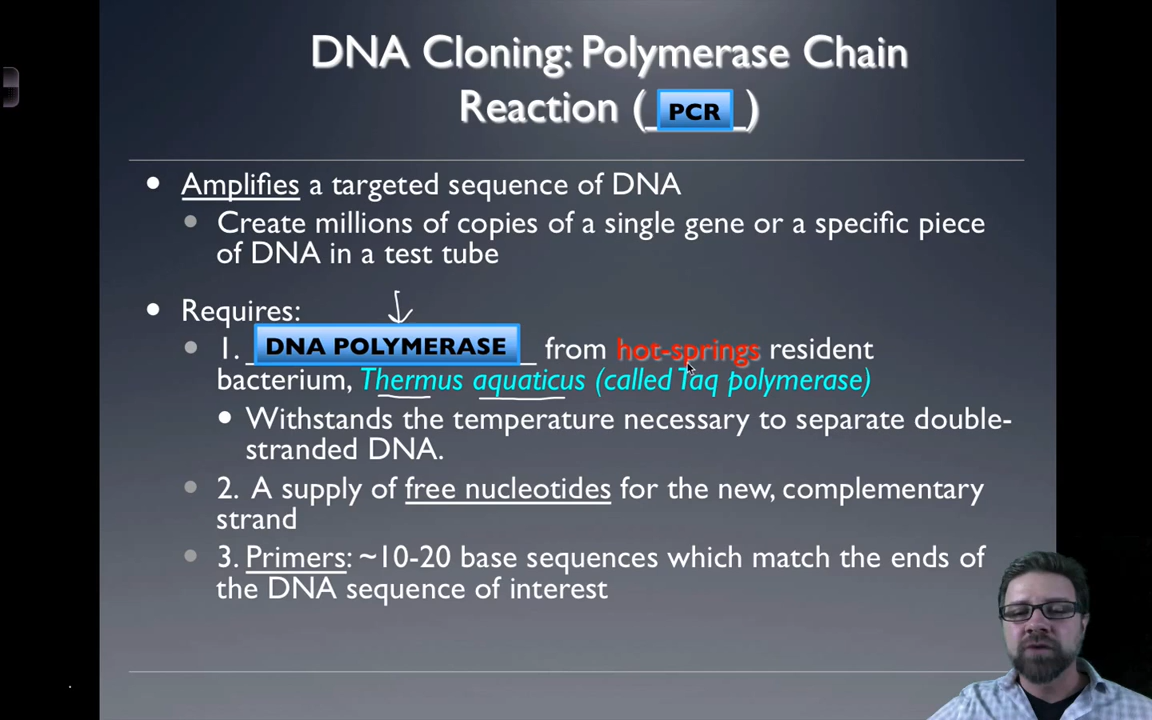 DNA Cloning: Polymerase Chain
Reaction (_PCR_)
• Amplifies a targeted sequence of DNA
• Create millions of copies of a single gene or a specific piece
of DNA in a test tube
• Requires:
• 1. _DNA POLYMERASE_ from hot-springs resident
bacterium, Thermus aquaticus (called Taq polymerase)
• Withstands the temperature necessary to separate double-
stranded DNA.
• 2. A supply of free nucleotides for the new, complementary
strand
• 3. Primers: ~10-20 base sequences which match the ends of
the DNA sequence of interest